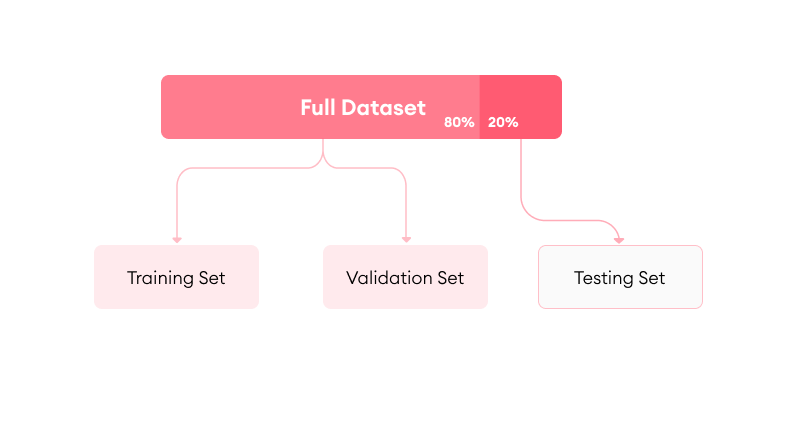 Full Dataset
80% 20%
Training Set
Validation Set
Testing Set